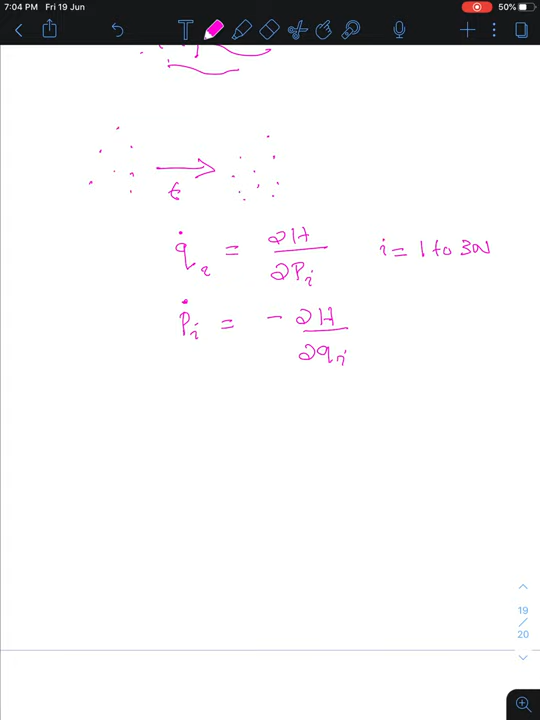 7:04 PM Fri 19 Jun 50%
t
q̇ᵢ = ∂H/∂Pᵢ i = 1 to 3N
Ṗᵢ = - ∂H/∂qᵢ
19
/
20